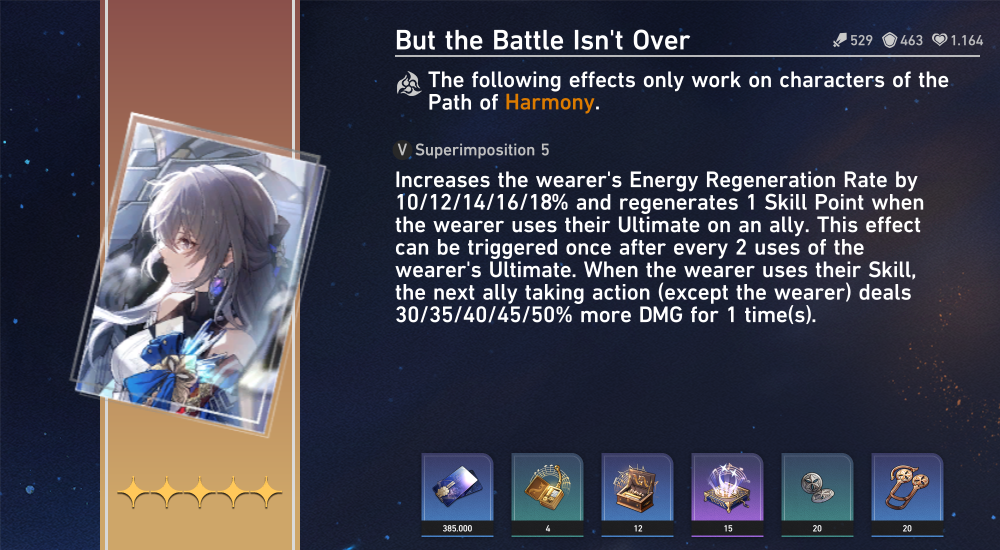 But the Battle Isn't Over
529 463 1.164
The following effects only work on characters of the
Path of Harmony.
V Superimposition 5
Increases the wearer's Energy Regeneration Rate by
10/12/14/16/18% and regenerates 1 Skill Point when
the wearer uses their Ultimate on an ally. This effect
can be triggered once after every 2 uses of the
wearer's Ultimate. When the wearer uses their Skill,
the next ally taking action (except the wearer) deals
30/35/40/45/50% more DMG for 1 time(s).
385.000 4 12 15 20 20